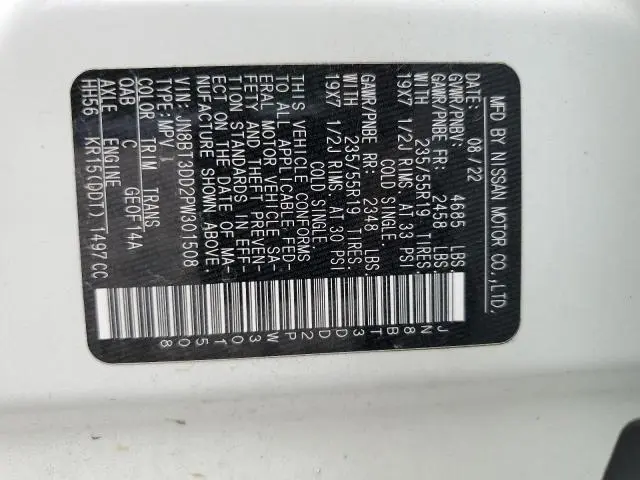 MFD BY NISSAN MOTOR CO.,LTD.
DATE: 08/22
GVWR/PNBV: 4685 LBS.
GAWR/PNBE FR: 2458 LBS.
WITH 235/55R19 TIRES.
19X7 1/2J RIMS. AT 33 PSI
COLD SINGLE.
GAWR/PNBE RR: 2348 LBS.
WITH 235/55R19 TIRES.
19X7 1/2J RIMS. AT 30 PSI
COLD SINGLE.
THIS VEHICLE CONFORMS
TO ALL APPLICABLE FED-
ERAL MOTOR VEHICLE SA-
FETY AND THEFT PREVEN-
TION STANDARDS IN EFF-
ECT ON THE DATE OF MA-
NUFACTURE SHOWN ABOVE.
VIN: JN8BT3DD2PW301508
TYPE: MPV
COLOR TRIM TRANS
QAB C GE0F14A
AXLE ENGINE
HH56 KR15(DDT) 1497CC
JN8BT3DD2PW301508